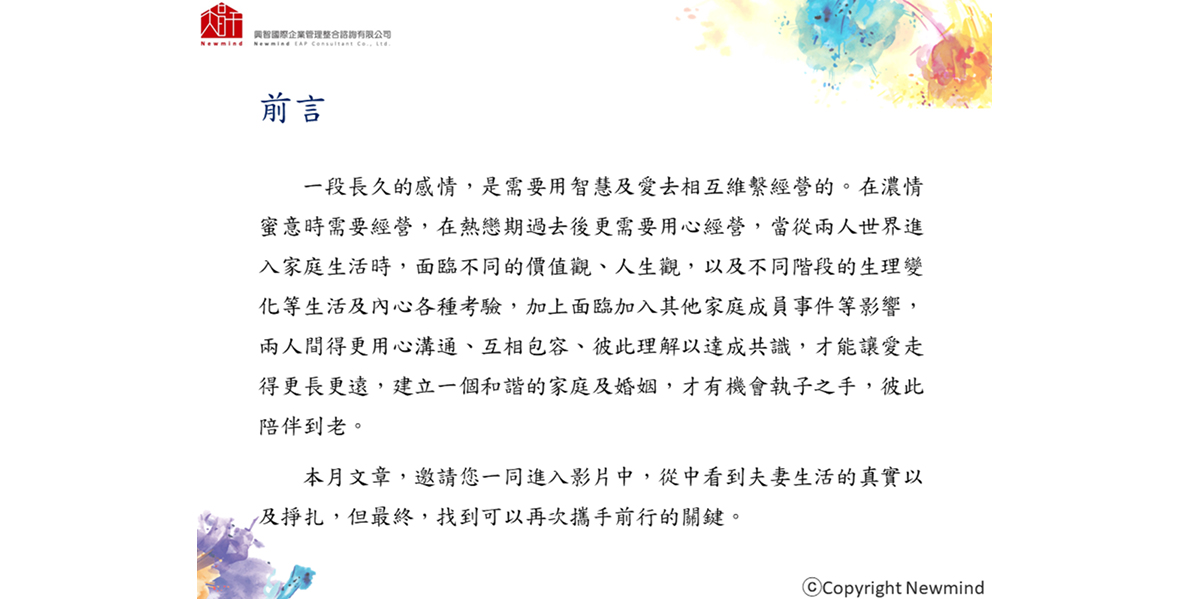 興智國際企業管理整合諮詢有限公司
Newmind
Newmind EAP Consultant Co., Ltd.
前言
一段長久的感情，是需要用智慧及愛去相互維繫經營的。在濃情
蜜意時需要經營，在熱戀期過去後更需要用心經營，當從兩人世界進
入家庭生活時，面臨不同的價值觀、人生觀，以及不同階段的生理變
化等生活及內心各種考驗，加上面臨加入其他家庭成員事件等影響，
兩人間得更用心溝通、互相包容、彼此理解以達成共識，才能讓愛走
得更長更遠，建立一個和諧的家庭及婚姻，才有機會執子之手，彼此
陪伴到老。
本月文章，邀請您一同進入影片中，從中看到夫妻生活的真實以
及掙扎，但最終，找到可以再次攜手前行的關鍵。
ⓒCopyright Newmind